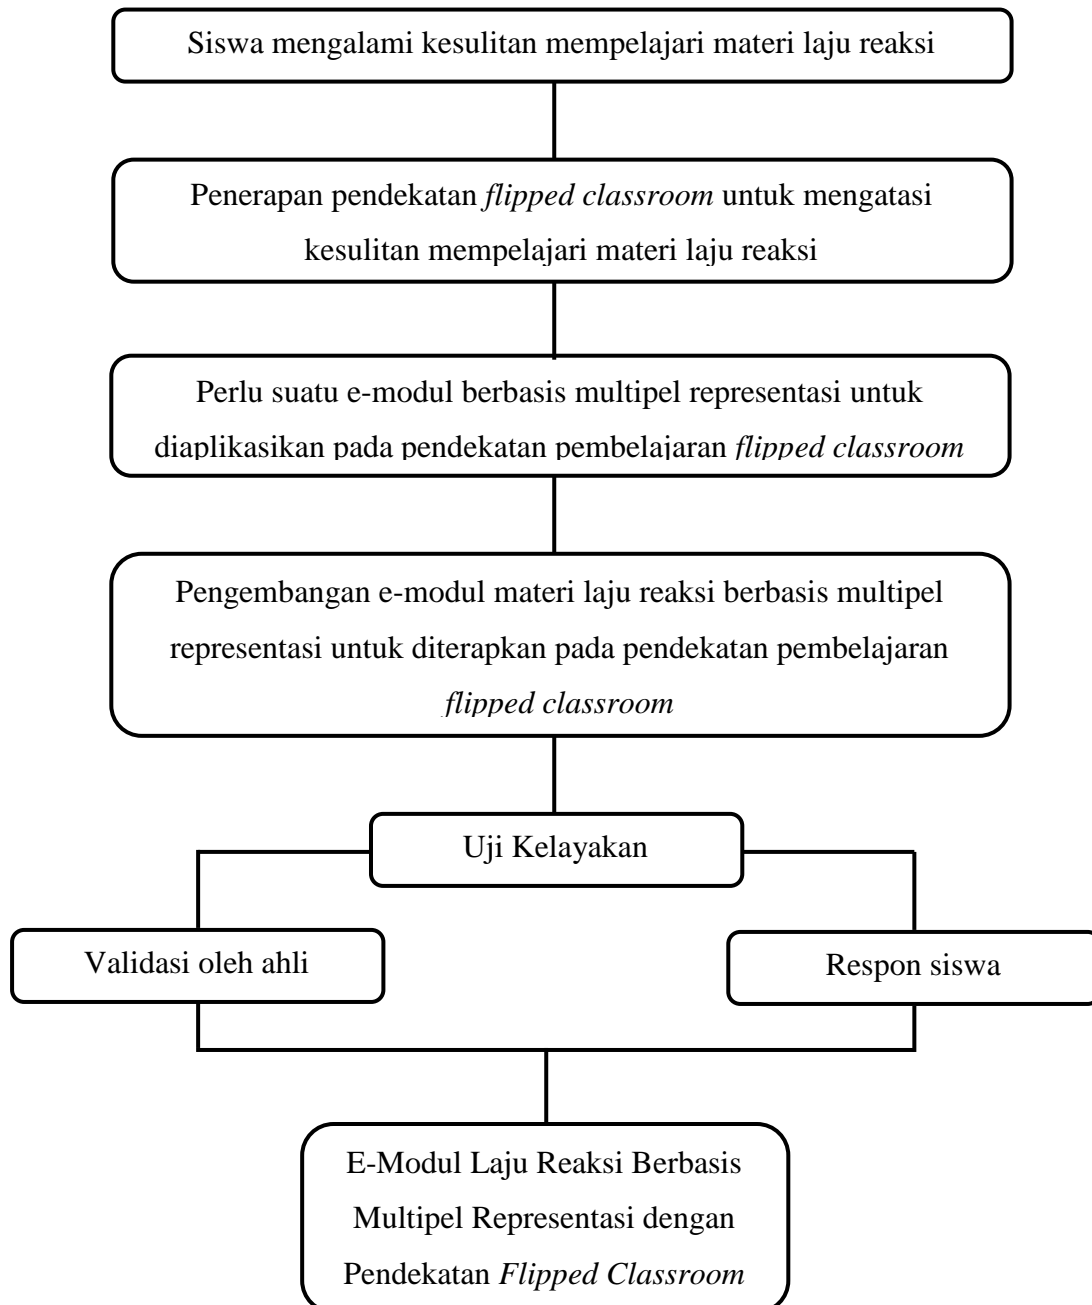 Siswa mengalami kesulitan mempelajari materi laju reaksi
Penerapan pendekatan flipped classroom untuk mengatasi
kesulitan mempelajari materi laju reaksi
Perlu suatu e-modul berbasis multipel representasi untuk
diaplikasikan pada pendekatan pembelajaran flipped classroom
Pengembangan e-modul materi laju reaksi berbasis multipel
representasi untuk diterapkan pada pendekatan pembelajaran
flipped classroom
Uji Kelayakan
Validasi oleh ahli
Respon siswa
E-Modul Laju Reaksi Berbasis
Multipel Representasi dengan
Pendekatan Flipped Classroom